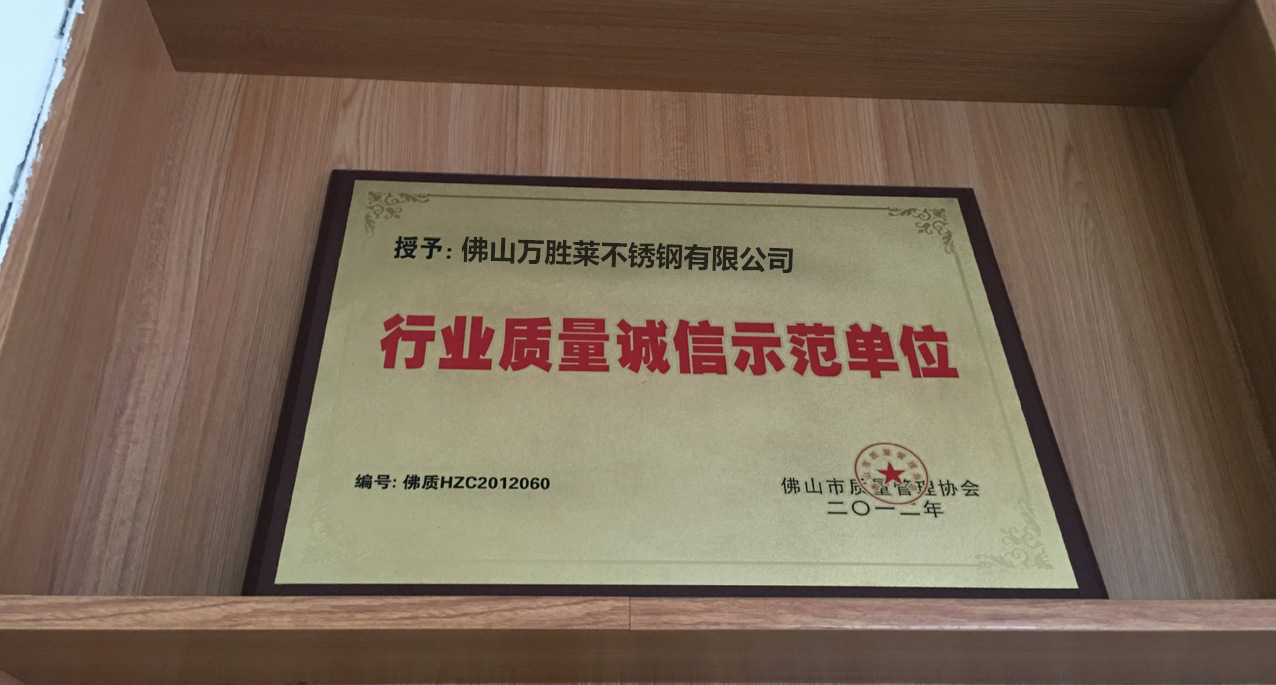 授予: 佛山万胜莱不锈钢有限公司
行业质量诚信示范单位
编号: 佛质HZC2012060
佛山市质量管理协会
二〇一二年